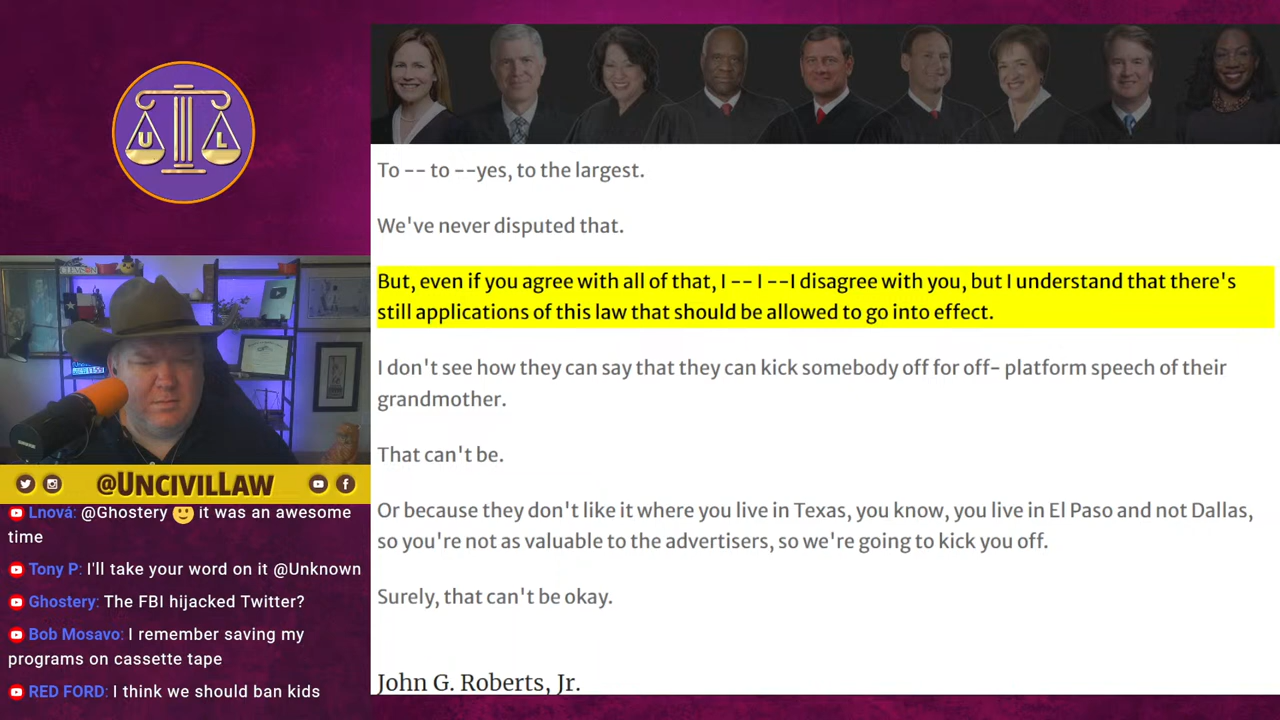 U L
To -- to --yes, to the largest.
We've never disputed that.
But, even if you agree with all of that, I -- I --I disagree with you, but I understand that there's
still applications of this law that should be allowed to go into effect.
I don't see how they can say that they can kick somebody off for off- platform speech of their
grandmother.
That can't be.
Or because they don't like it where you live in Texas, you know, you live in El Paso and not Dallas,
so you're not as valuable to the advertisers, so we're going to kick you off.
Surely, that can't be okay.
John G. Roberts, Jr.
CLEMSON
@UNCIVILLAW
Lnová: @Ghostery 🙂 it was an awesome
time
Tony P: I'll take your word on it @Unknown
Ghostery: The FBI hijacked Twitter?
Bob Mosavo: I remember saving my
programs on cassette tape
RED FORD: I think we should ban kids